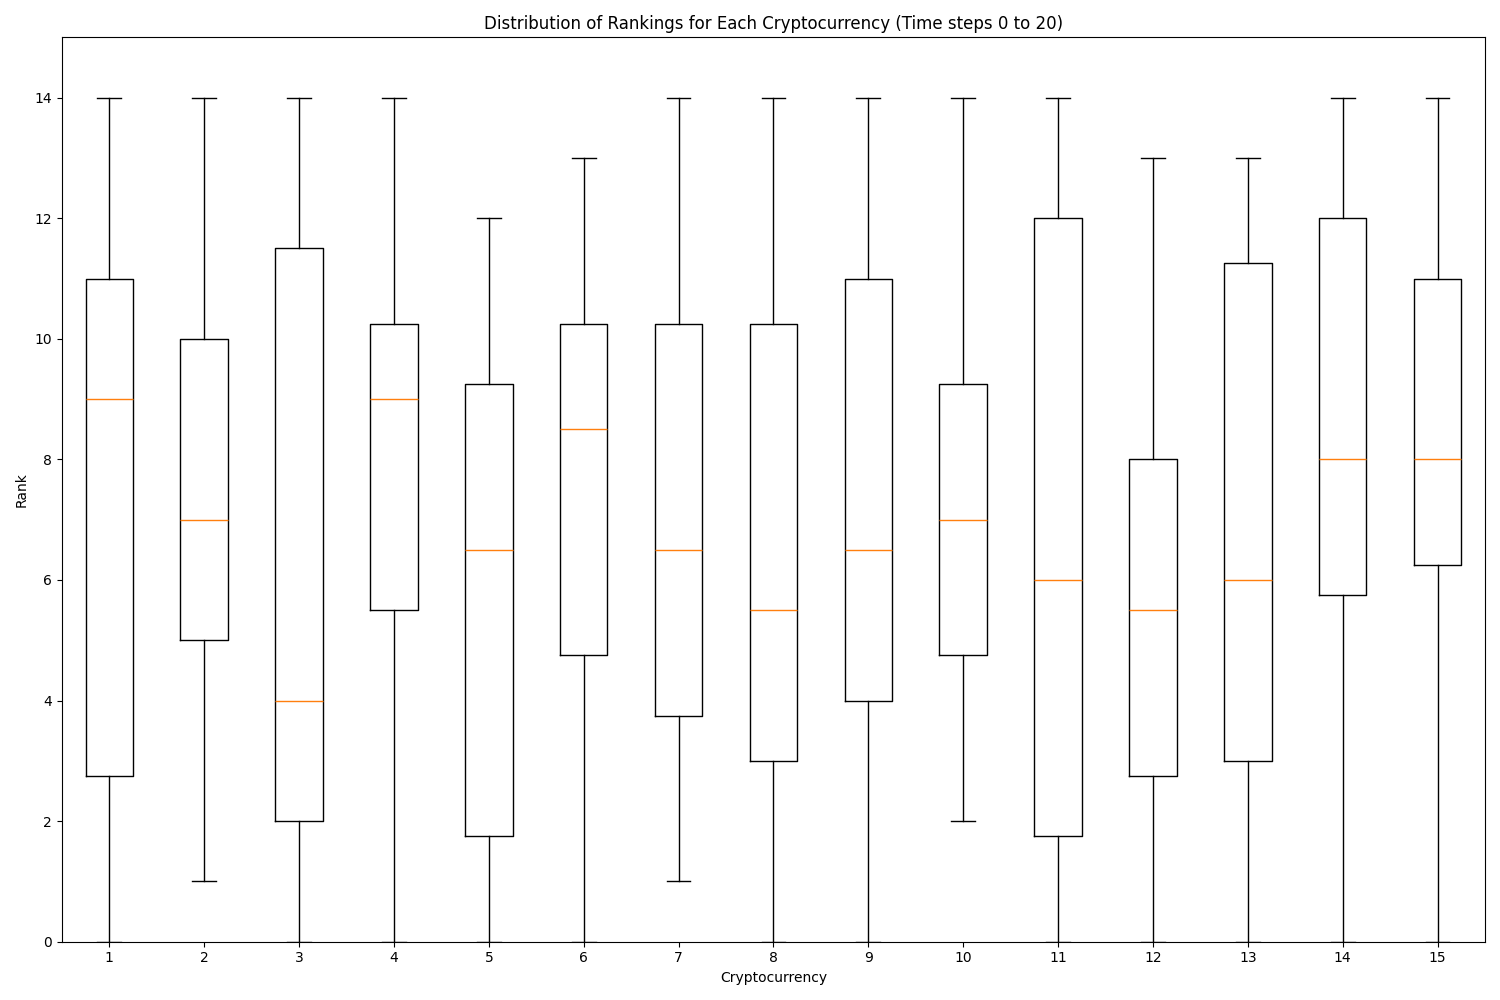 Distribution of Rankings for Each Cryptocurrency (Time steps 0 to 20)
Rank
14
12
10
8
6
4
2
0
1 2 3 4 5 6 7 8 9 10 11 12 13 14 15
Cryptocurrency